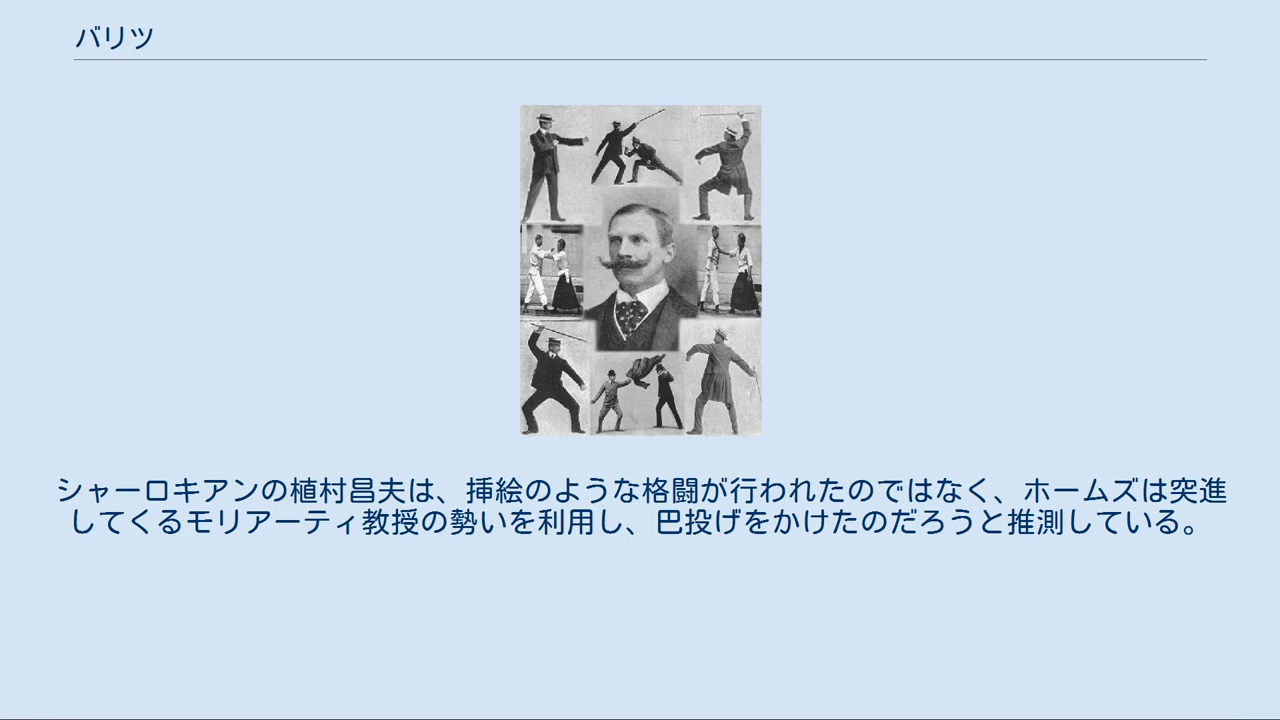 バリツ
シャーロキアンの植村昌夫は、挿絵のような格闘が行われたのではなく、ホームズは突進
してくるモリアーティ教授の勢いを利用し、巴投げをかけたのだろうと推測している。